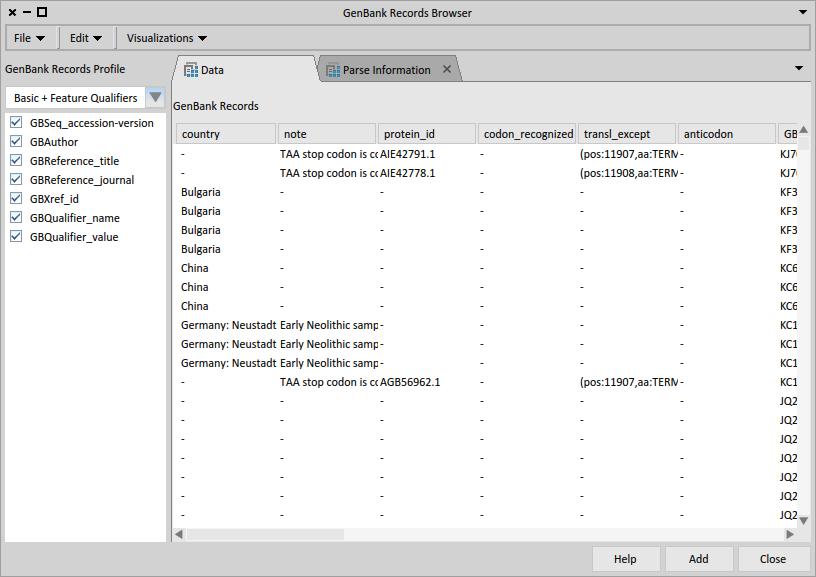 GenBank Records Browser
File Edit Visualizations
GenBank Records Profile
Data Parse Information
Basic + Feature Qualifiers
GBSeq_accession-version
GBAuthor
GBReference_title
GBReference_journal
GBXref_id
GBQualifier_name
GBQualifier_value
GenBank Records
country note protein_id codon_recognized transl_except anticodon GB
- TAA stop codon is cc AIE42791.1 - (pos:11907,aa:TERM -  KJ70
- TAA stop codon is cc AIE42778.1 - (pos:11908,aa:TERM - KJ70
Bulgaria - - - - - KF3
Bulgaria - - - - - KF3
Bulgaria - - - - - KF3
Bulgaria - - - - - KF3
China - - - - - KC6
China - - - - - KC6
China - - - - - KC6
Germany: Neustadt Early Neolithic samp - - - - KC1
Germany: Neustadt Early Neolithic samp - - - - KC1
Germany: Neustadt Early Neolithic samp - - - - KC1
- TAA stop codon is cc AGB56962.1 - (pos:11907,aa:TERM - KC1
- - - - - - JQ2
- - - - - - JQ2
- - - - - - JQ2
- - - - - - JQ2
- - - - - - JQ2
- - - - - - JQ2
- - - - - - JQ2
Help Add Close